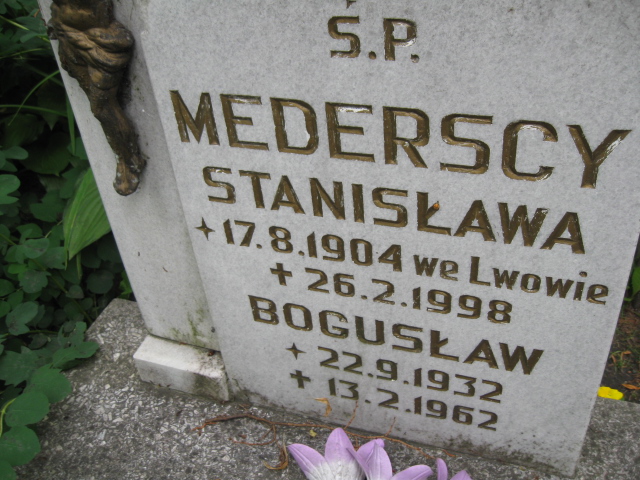 Ś.P.
MEDERSCY
STANISŁAWA
✦ 17.8.1904 we Lwowie
✝ 26.2.1998
BOGUSŁAW
✦ 22.9.1932
✝ 13.2.1962